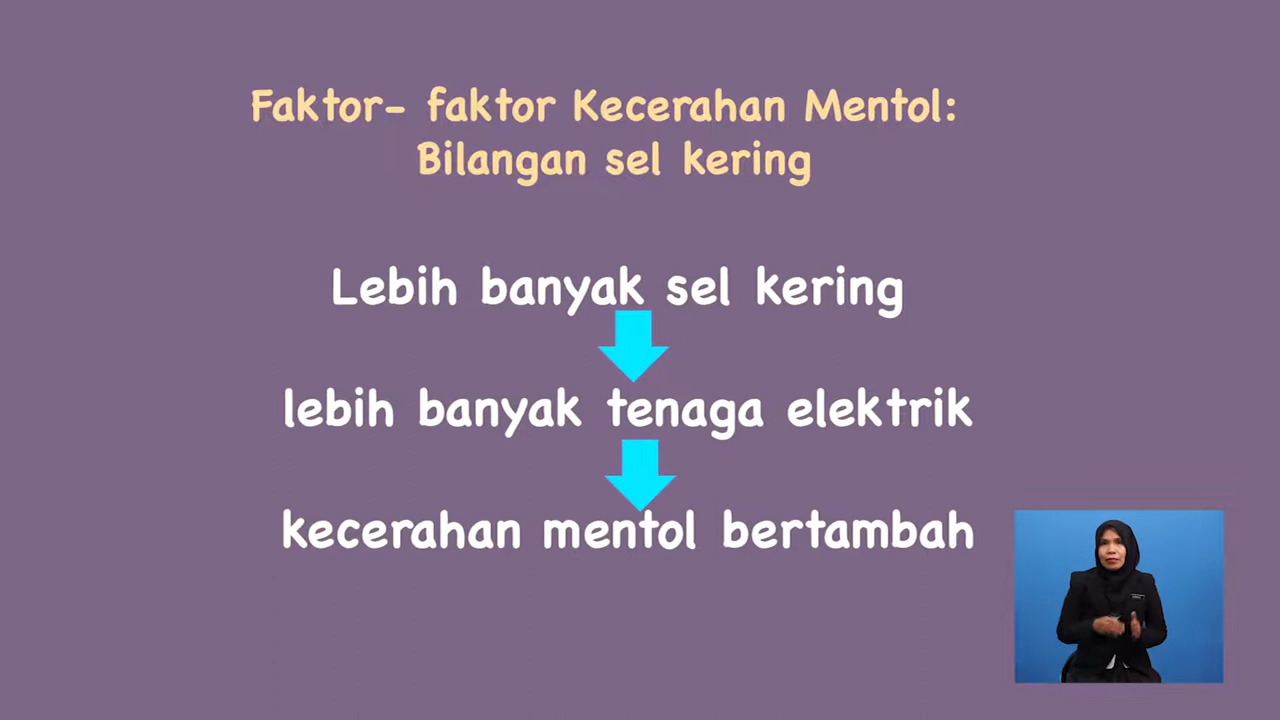 Faktor- faktor Kecerahan Mentol:
Bilangan sel kering
Lebih banyak sel kering
lebih banyak tenaga elektrik
kecerahan mentol bertambah